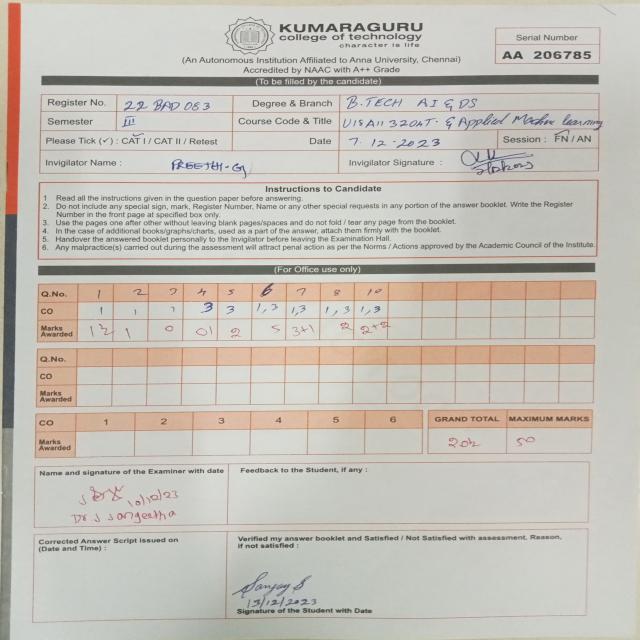 KUMARAGURU
college of technology
character is life
Serial Number
AA 206785
(An Autonomous Institution Affiliated to Anna University, Chennai)
Accredited by NAAC with A++ Grade
(To be filled by the candidate)
Register No. 22 BAD 083 Degree & Branch B.TECH AI & DS
Semester III Course Code & Title & Applied Machine learning
Please Tick (✓) : CAT I / CAT II / Retest Date 7.12.2023 Session : FN / AN
Invigilator Name : PREETHI-G Invigilator Signature :
Instructions to Candidate
1 Read all the instructions given in the question paper before answering.
2. Do not include any special sign, mark, Register Number, Name or any other special requests in any portion of the answer booklet. Write the Register
Number in the front page at specified box only.
3. Use the pages one after other without leaving blank pages/spaces and do not fold / tear any page from the booklet.
4. In the case of additional books/graphs/charts, used as a part of the answer, attach them firmly with the booklet.
5. Handover the answered booklet personally to the Invigilator before leaving the Examination Hall.
6. Any malpractice(s) carried out during the assessment will attract penal action as per the Norms / Actions approved by the Academic Council of the Institute.
(For Office use only)
Q.No. 1 2 3 4 5 6 7 8 10
CO 1 1 1 3 3 1,3 1,3 1,3 1,3
Marks
Awarded 1½ 1 0 01 2 5 3+1 2 2+2
Q.No.
CO
Marks
Awarded
CO 1 2 3 4 5 6 GRAND TOTAL MAXIMUM MARKS
Marks
Awarded 20½ 50
Name and signature of the Examiner with date Feedback to the Student, if any :
10/12/23
Dr J Sangeetha
Corrected Answer Script issued on
(Date and Time) :
Verified my answer booklet and Satisfied / Not Satisfied with assessment. Reason,
if not satisfied :
Sanjay S
13/12/2023
Signature of the Student with Date